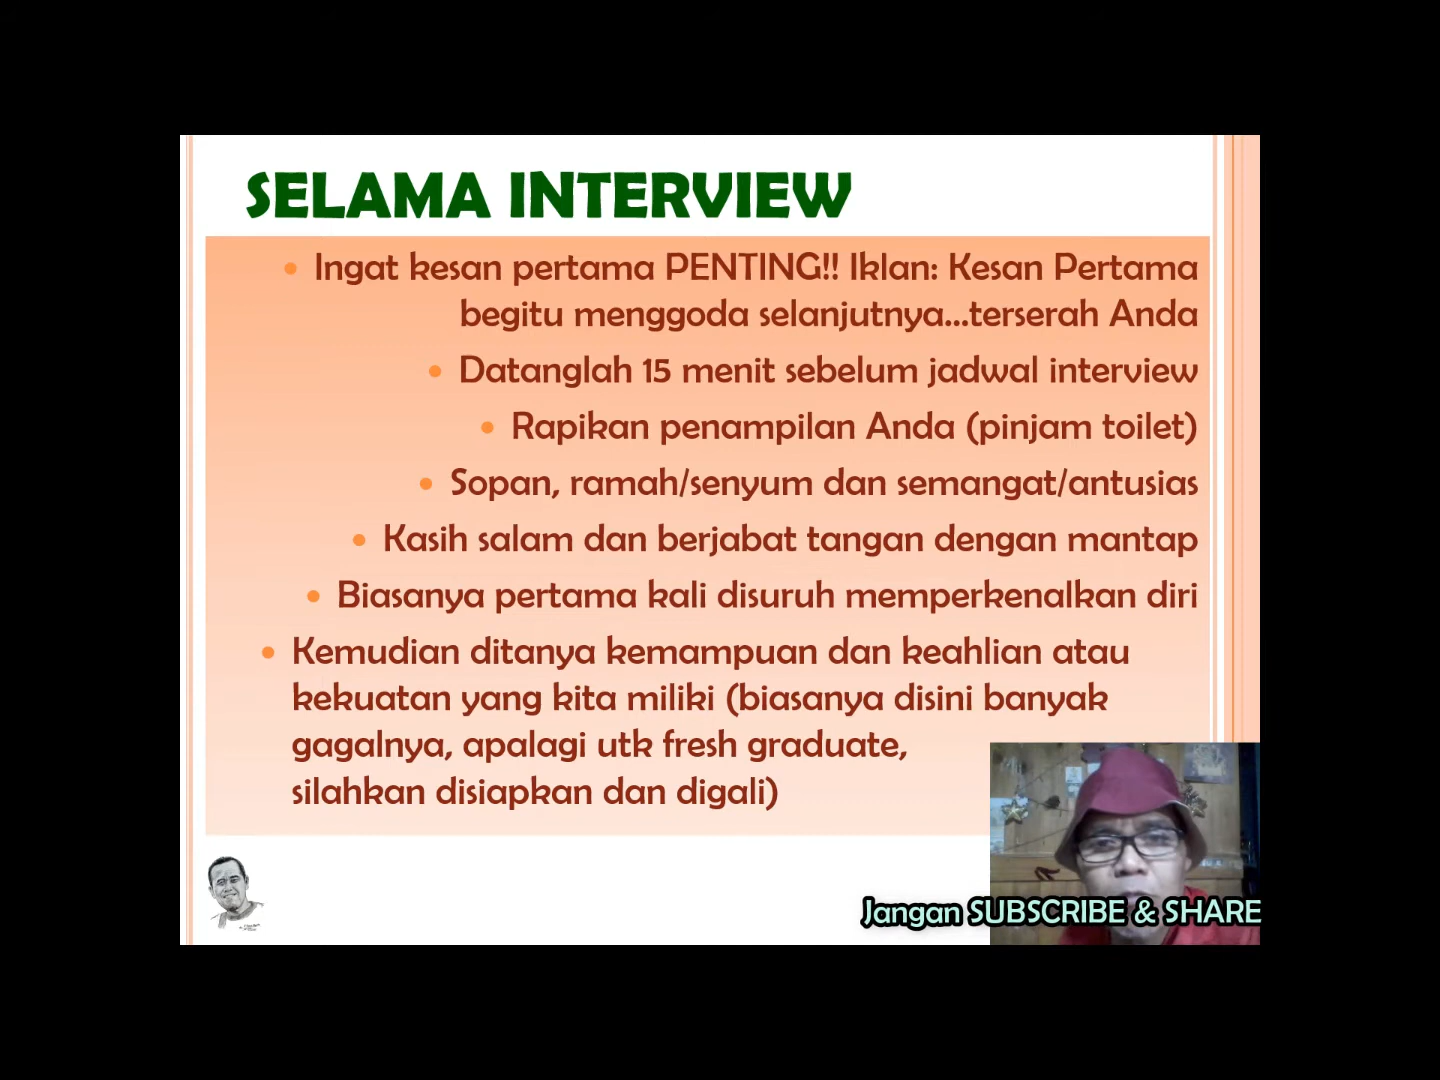 SELAMA INTERVIEW
Ingat kesan pertama PENTING!! Iklan: Kesan Pertama
begitu menggoda selanjutnya...terserah Anda
Datanglah 15 menit sebelum jadwal interview
Rapikan penampilan Anda (pinjam toilet)
Sopan, ramah/senyum dan semangat/antusias
Kasih salam dan berjabat tangan dengan mantap
Biasanya pertama kali disuruh memperkenalkan diri
Kemudian ditanya kemampuan dan keahlian atau
kekuatan yang kita miliki (biasanya disini banyak
gagalnya, apalagi utk fresh graduate,
silahkan disiapkan dan digali)
Jangan SUBSCRIBE & SHARE